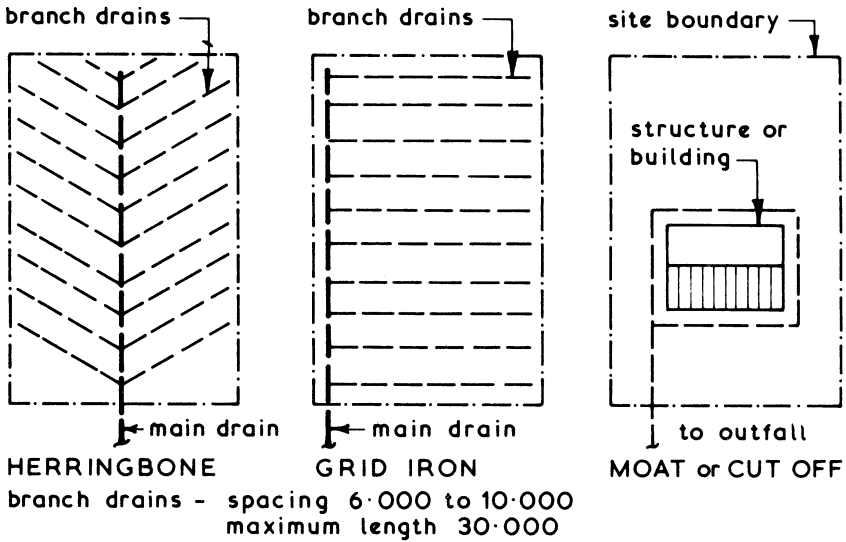 branch drains
branch drains
site boundary
structure or
building
main drain
main drain
to outfall
HERRINGBONE
GRID IRON
MOAT or CUT OFF
branch drains - spacing 6·000 to 10·000
maximum length 30·000